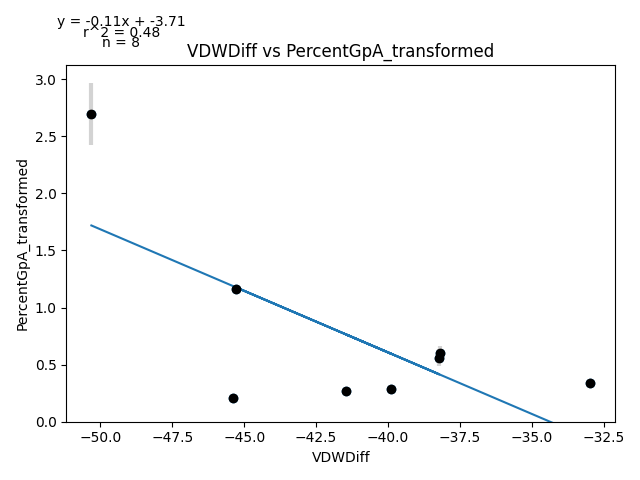 y = -0.11x + -3.71
r^2 = 0.48
n = 8
VDWDiff vs PercentGpA_transformed
3.0
2.5
2.0
1.5
1.0
0.5
0.0
PercentGpA_transformed
−50.0 −47.5 −45.0 −42.5 −40.0 −37.5 −35.0 −32.5
VDWDiff